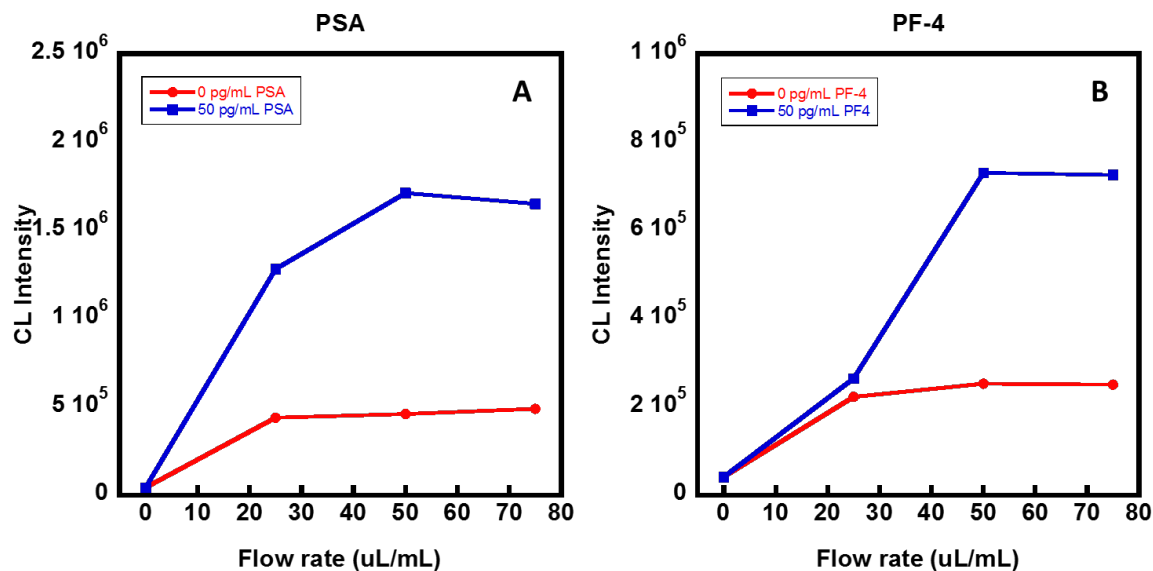 PSA
2.5 10⁶
2 10⁶
1.5 10⁶
1 10⁶
5 10⁵
0
CL Intensity
0 pg/mL PSA
50 pg/mL PSA
A
0 10 20 30 40 50 60 70 80
Flow rate (uL/mL)
PF-4
1 10⁶
8 10⁵
6 10⁵
4 10⁵
2 10⁵
0
CL Intensity
0 pg/mL PF-4
50 pg/mL PF4
B
0 10 20 30 40 50 60 70 80
Flow rate (uL/mL)